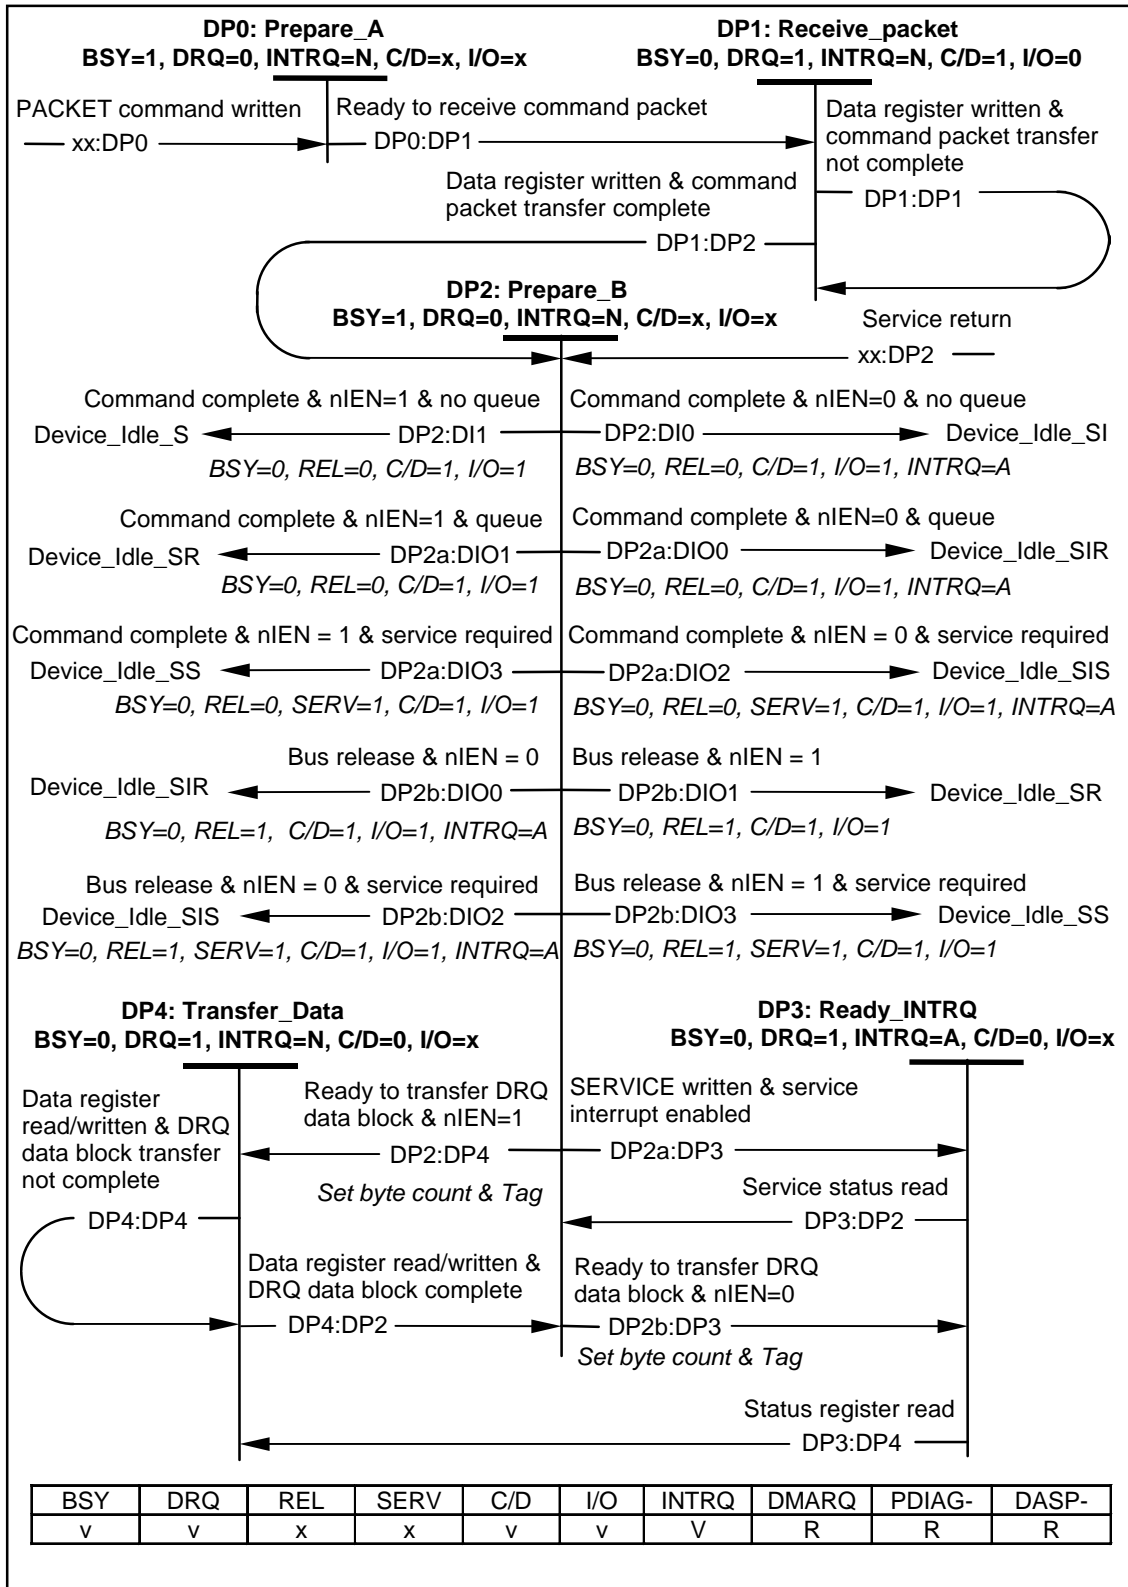 DP0: Prepare_A
BSY=1, DRQ=0, INTRQ=N, C/D=x, I/O=x
DP1: Receive_packet
BSY=0, DRQ=1, INTRQ=N, C/D=1, I/O=0
PACKET command written
xx:DP0
Ready to receive command packet
DP0:DP1
Data register written &
command packet transfer
not complete
DP1:DP1
Data register written & command
packet transfer complete
DP1:DP2
DP2: Prepare_B
BSY=1, DRQ=0, INTRQ=N, C/D=x, I/O=x
Service return
xx:DP2
Command complete & nIEN=1 & no queue
Device_Idle_S
DP2:DI1
BSY=0, REL=0, C/D=1, I/O=1
Command complete & nIEN=0 & no queue
DP2:DI0
Device_Idle_SI
BSY=0, REL=0, C/D=1, I/O=1, INTRQ=A
Command complete & nIEN=1 & queue
Device_Idle_SR
DP2a:DIO1
BSY=0, REL=0, C/D=1, I/O=1
Command complete & nIEN=0 & queue
DP2a:DIO0
Device_Idle_SIR
BSY=0, REL=0, C/D=1, I/O=1, INTRQ=A
Command complete & nIEN = 1 & service required
Device_Idle_SS
DP2a:DIO3
BSY=0, REL=0, SERV=1, C/D=1, I/O=1
Command complete & nIEN = 0 & service required
DP2a:DIO2
Device_Idle_SIS
BSY=0, REL=0, SERV=1, C/D=1, I/O=1, INTRQ=A
Bus release & nIEN = 0
Device_Idle_SIR
DP2b:DIO0
BSY=0, REL=1, C/D=1, I/O=1, INTRQ=A
Bus release & nIEN = 1
DP2b:DIO1
Device_Idle_SR
BSY=0, REL=1, C/D=1, I/O=1
Bus release & nIEN = 0 & service required
Device_Idle_SIS
DP2b:DIO2
BSY=0, REL=1, SERV=1, C/D=1, I/O=1, INTRQ=A
Bus release & nIEN = 1 & service required
DP2b:DIO3
Device_Idle_SS
BSY=0, REL=1, SERV=1, C/D=1, I/O=1
DP4: Transfer_Data
BSY=0, DRQ=1, INTRQ=N, C/D=0, I/O=x
DP3: Ready_INTRQ
BSY=0, DRQ=1, INTRQ=A, C/D=0, I/O=x
Data register
read/written & DRQ
data block transfer
not complete
DP4:DP4
Ready to transfer DRQ
data block & nIEN=1
DP2:DP4
Set byte count & Tag
SERVICE written & service
interrupt enabled
DP2a:DP3
Service status read
DP3:DP2
Data register read/written &
DRQ data block complete
DP4:DP2
Ready to transfer DRQ
data block & nIEN=0
DP2b:DP3
Set byte count & Tag
Status register read
DP3:DP4
BSY DRQ REL SERV C/D I/O INTRQ DMARQ PDIAG- DASP-
v v x x v v V R R R